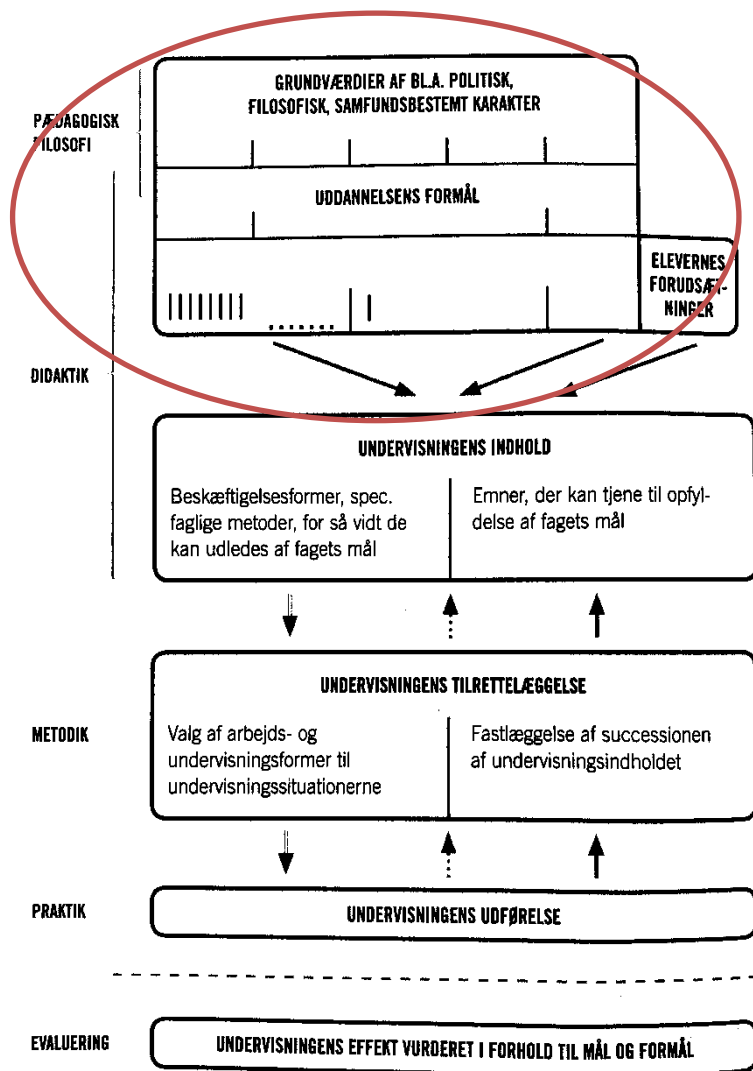 GRUNDVÆRDIER AF BL.A. POLITISK,
FILOSOFISK, SAMFUNDSBESTEMT KARAKTER
PÆDAGOGISK
FILOSOFI
UDDANNELSENS FORMÅL
ELEVERNES
FORUDSÆT-
NINGER
DIDAKTIK
UNDERVISNINGENS INDHOLD
Beskæftigelsesformer, spec.
faglige metoder, for så vidt de
kan udledes af fagets mål
Emner, der kan tjene til opfyl-
delse af fagets mål
UNDERVISNINGENS TILRETTELÆGGELSE
METODIK
Valg af arbejds- og
undervisningsformer til
undervisningssituationerne
Fastlæggelse af successionen
af undervisningsindholdet
PRAKTIK
UNDERVISNINGENS UDFØRELSE
EVALUERING
UNDERVISNINGENS EFFEKT VURDERET I FORHOLD TIL MÅL OG FORMÅL